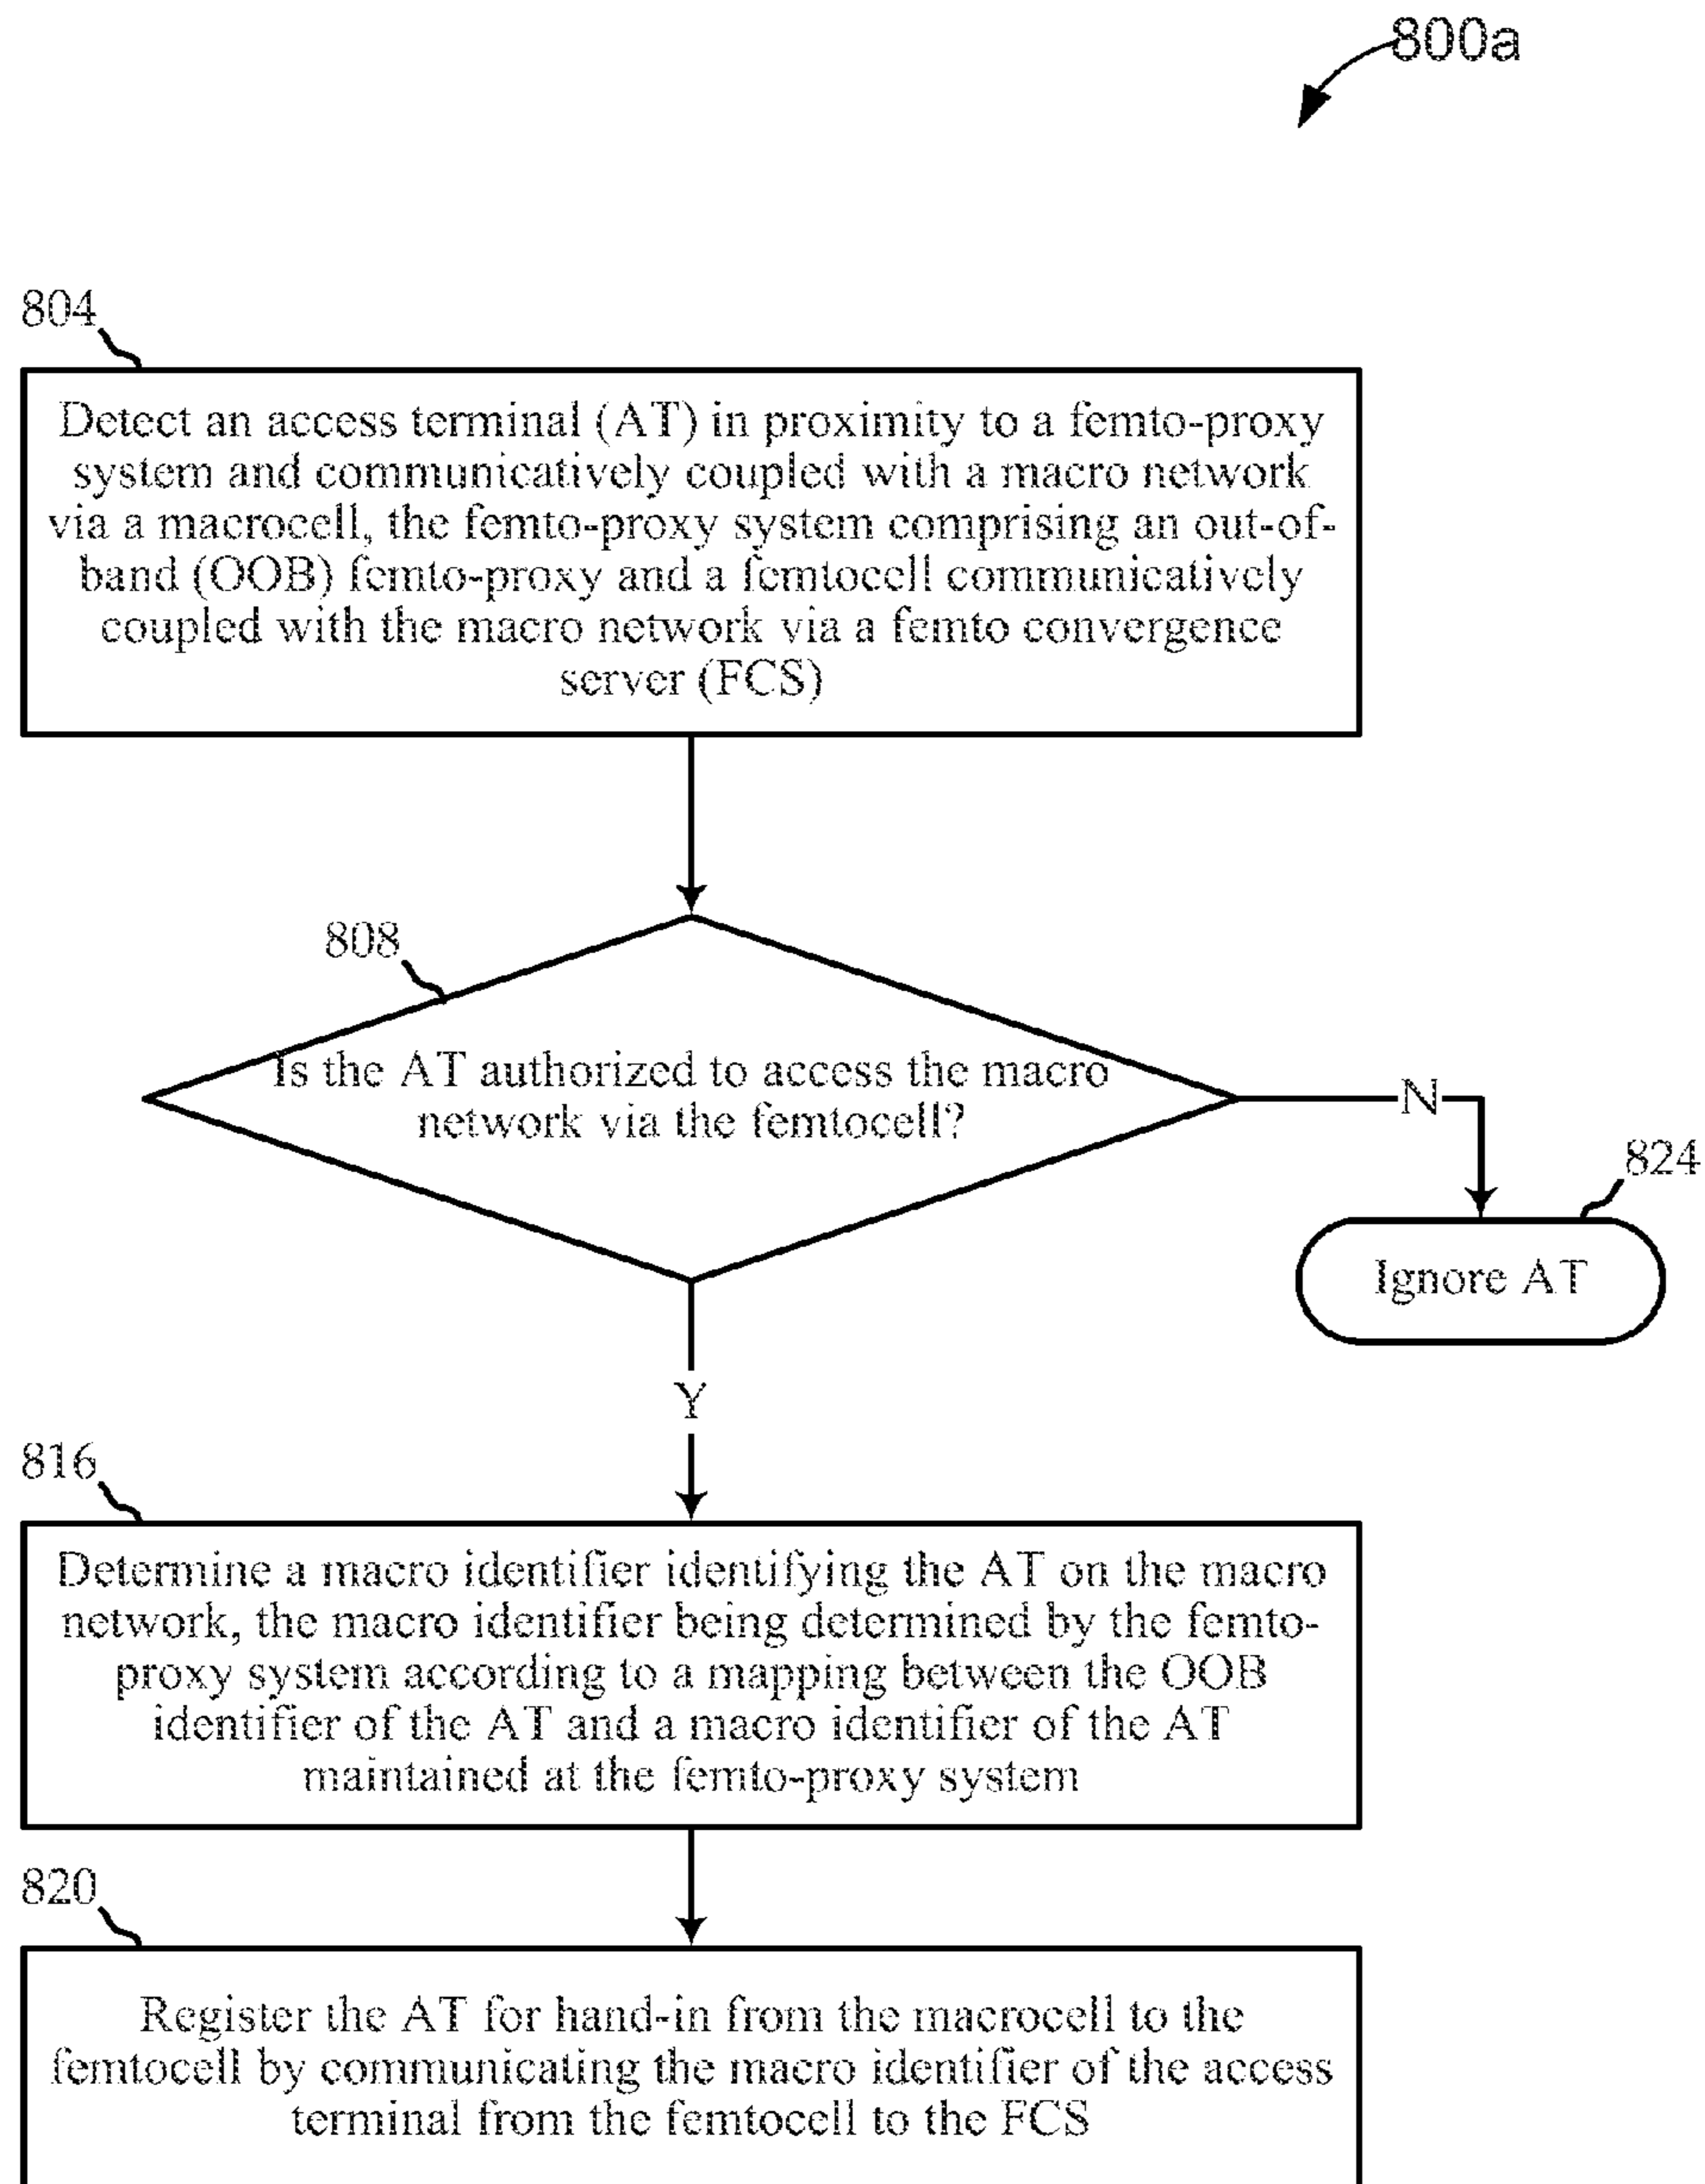 800a
804
Detect an access terminal (AT) in proximity to a femto-proxy
system and communicatively coupled with a macro network
via a macrocell, the femto-proxy system comprising an out-of-
band (OOB) femto-proxy and a femtocell communicatively
coupled with the macro network via a femto convergence
server (FCS)
808
Is the AT authorized to access the macro
network via the femtocell?
N
824
Ignore AT
Y
816
Determine a macro identifier identifying the AT on the macro
network, the macro identifier being determined by the femto-
proxy system according to a mapping between the OOB
identifier of the AT and a macro identifier of the AT
maintained at the femto-proxy system
820
Register the AT for hand-in from the macrocell to the
femtocell by communicating the macro identifier of the access
terminal from the femtocell to the FCS